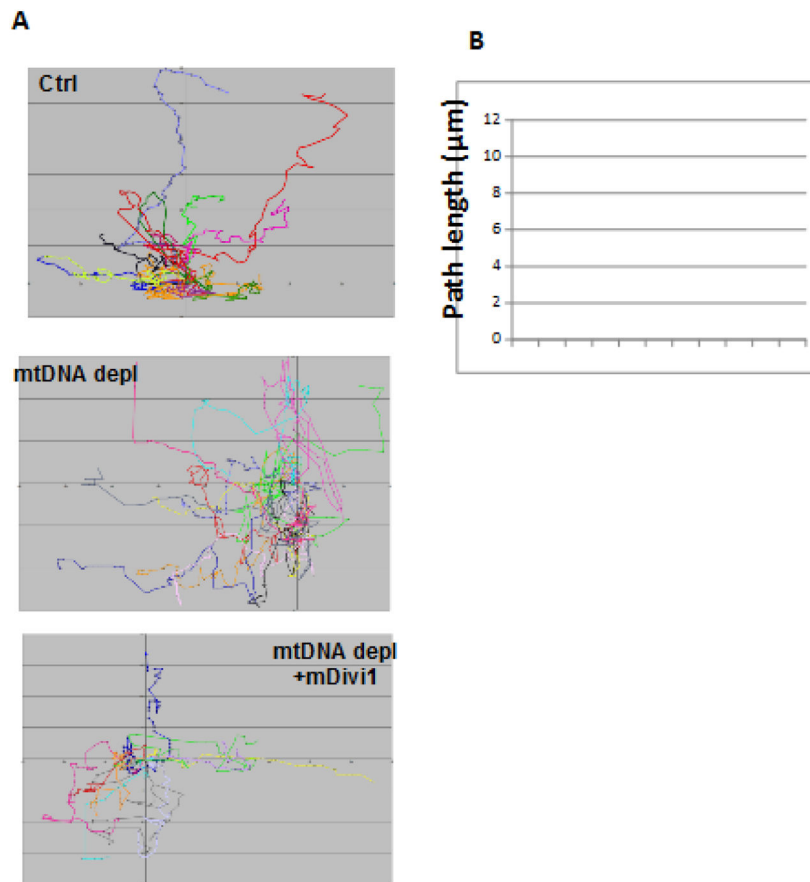 A
B
Ctrl
Path length (µm)
12
10
8
6
4
2
0
mtDNA depl
mtDNA depl
+mDivi1